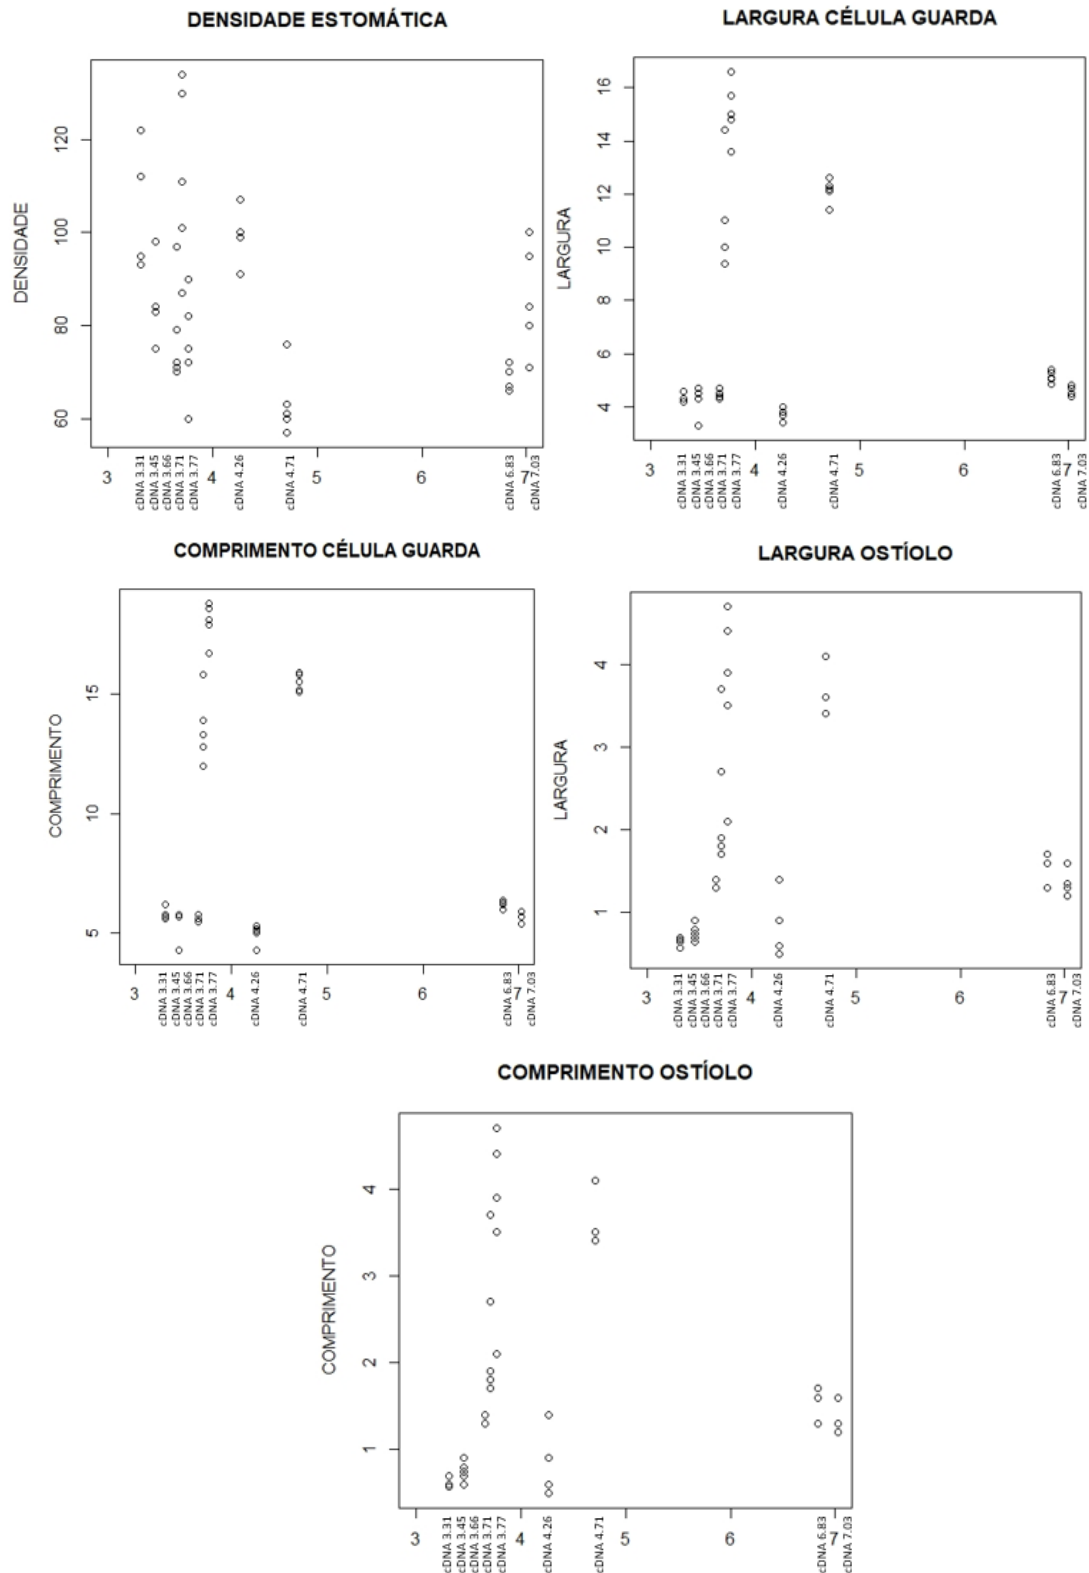 DENSIDADE ESTOMÁTICA
DENSIDADE
120
100
80
60
3 4 5 6 7
cDNA 3.31
cDNA 3.45
cDNA 3.66
cDNA 3.71
cDNA 3.77
cDNA 4.26
cDNA 4.71
cDNA 6.83
cDNA 7.03
LARGURA CÉLULA GUARDA
LARGURA
16
14
12
10
8
6
4
3 4 5 6 7
cDNA 3.31
cDNA 3.45
cDNA 3.66
cDNA 3.71
cDNA 3.77
cDNA 4.26
cDNA 4.71
cDNA 6.83
cDNA 7.03
COMPRIMENTO CÉLULA GUARDA
COMPRIMENTO
15
10
5
3 4 5 6 7
cDNA 3.31
cDNA 3.45
cDNA 3.66
cDNA 3.71
cDNA 3.77
cDNA 4.26
cDNA 4.71
cDNA 6.83
cDNA 7.03
LARGURA OSTÍOLO
LARGURA
4
3
2
1
3 4 5 6 7
cDNA 3.31
cDNA 3.45
cDNA 3.66
cDNA 3.71
cDNA 3.77
cDNA 4.26
cDNA 4.71
cDNA 6.83
cDNA 7.03
COMPRIMENTO OSTÍOLO
COMPRIMENTO
4
3
2
1
3 4 5 6 7
cDNA 3.31
cDNA 3.45
cDNA 3.66
cDNA 3.71
cDNA 3.77
cDNA 4.26
cDNA 4.71
cDNA 6.83
cDNA 7.03